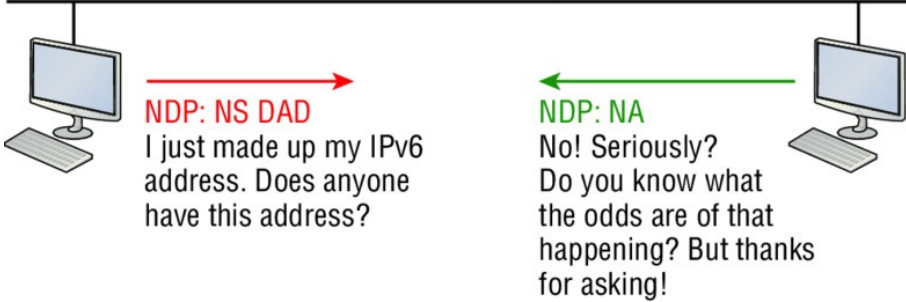 NDP: NS DAD
I just made up my IPv6
address. Does anyone
have this address?
NDP: NA
No! Seriously?
Do you know what
the odds are of that
happening? But thanks
for asking!